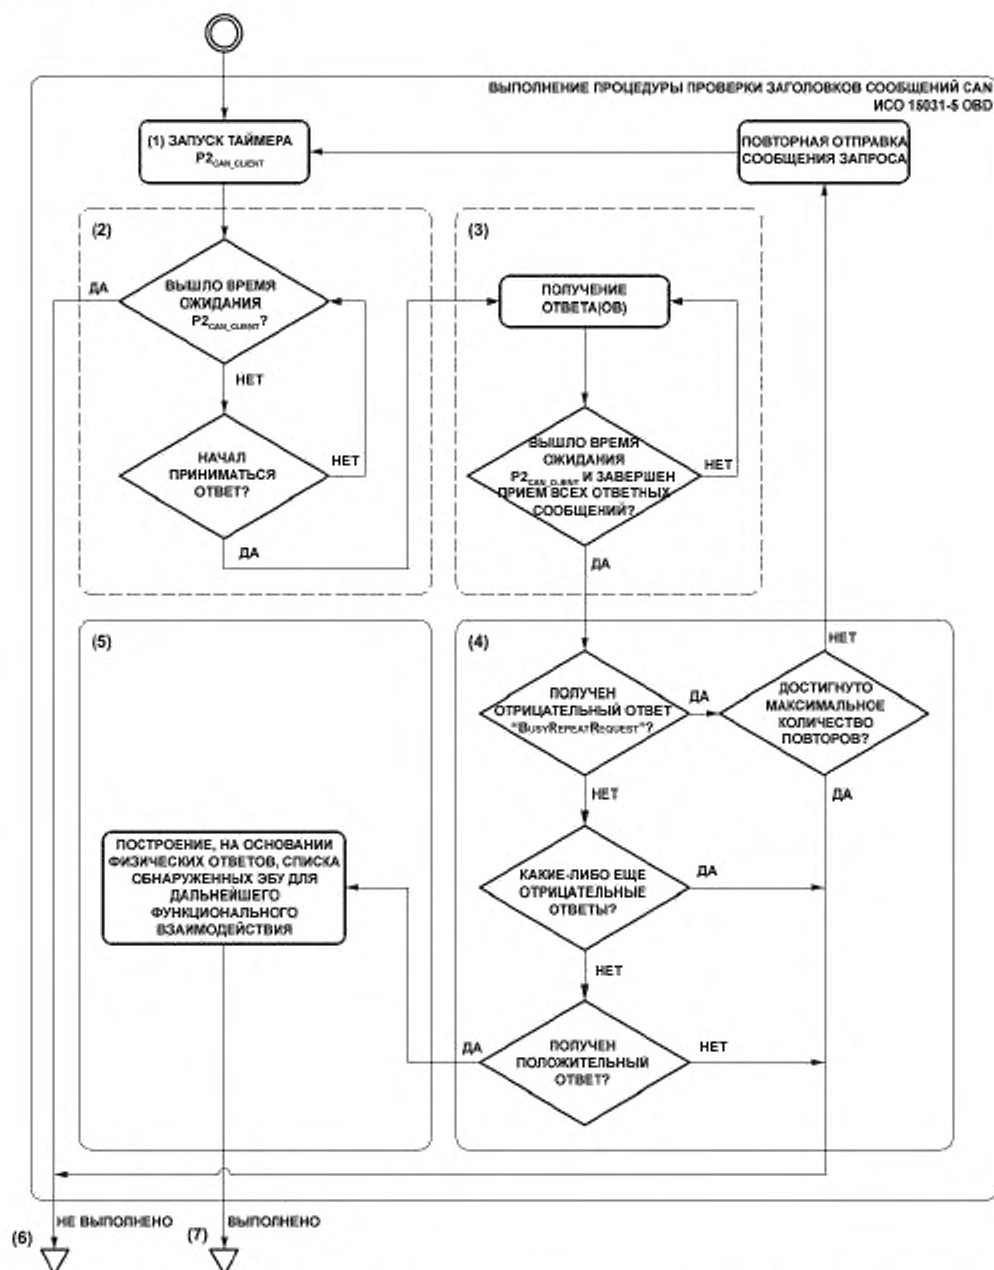 ВЫПОЛНЕНИЕ ПРОЦЕДУРЫ ПРОВЕРКИ ЗАГОЛОВКОВ СООБЩЕНИЙ CAN
ИСО 15031-5 OBD
(1) ЗАПУСК ТАЙМЕРА
P2CAN_CLIENT
ПОВТОРНАЯ ОТПРАВКА
СООБЩЕНИЯ ЗАПРОСА
(2)
ДА
ВЫШЛО ВРЕМЯ
ОЖИДАНИЯ
P2CAN_CLIENT?
НЕТ
НАЧАЛ
ПРИНИМАТЬСЯ
ОТВЕТ?
НЕТ
ДА
(3)
ПОЛУЧЕНИЕ
ОТВЕТА(ОВ)
ВЫШЛО ВРЕМЯ
ОЖИДАНИЯ
P2CAN_CLIENT И ЗАВЕРШЕН
ПРИЕМ ВСЕХ ОТВЕТНЫХ
СООБЩЕНИЙ?
НЕТ
ДА
(5)
ПОСТРОЕНИЕ, НА ОСНОВАНИИ
ФИЗИЧЕСКИХ ОТВЕТОВ, СПИСКА
ОБНАРУЖЕННЫХ ЭБУ ДЛЯ
ДАЛЬНЕЙШЕГО
ФУНКЦИОНАЛЬНОГО
ВЗАИМОДЕЙСТВИЯ
(4)
ПОЛУЧЕН
ОТРИЦАТЕЛЬНЫЙ ОТВЕТ
"BUSYREPEATREQUEST"?
ДА
НЕТ
ДОСТИГНУТО
МАКСИМАЛЬНОЕ
КОЛИЧЕСТВО
ПОВТОРОВ?
НЕТ
ДА
КАКИЕ-ЛИБО ЕЩЕ
ОТРИЦАТЕЛЬНЫЕ
ОТВЕТЫ?
ДА
НЕТ
ПОЛУЧЕН
ПОЛОЖИТЕЛЬНЫЙ
ОТВЕТ?
ДА
НЕТ
(6)
НЕ ВЫПОЛНЕНО
(7)
ВЫПОЛНЕНО